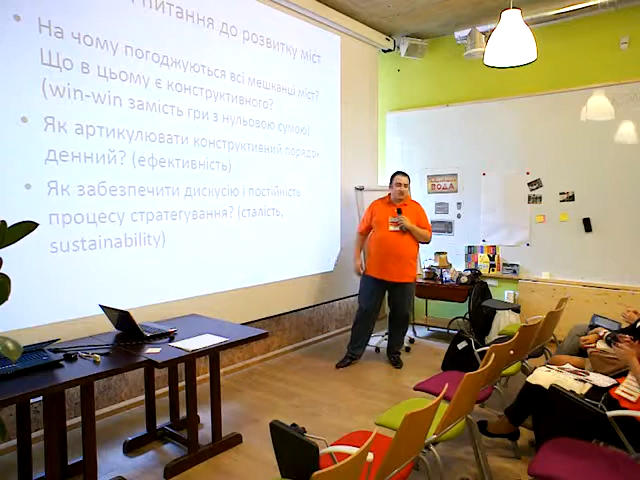 питання до розвитку міст
На чому погоджуються всі мешканці міст?
Що в цьому є конструктивного?
(win-win замість гри з нульовою сумою)
Як артикулювати конструктивний порядок
денний? (ефективність)
Як забезпечити дискусію і постійність
процесу стратегування? (сталість,
sustainability)
ВОДА